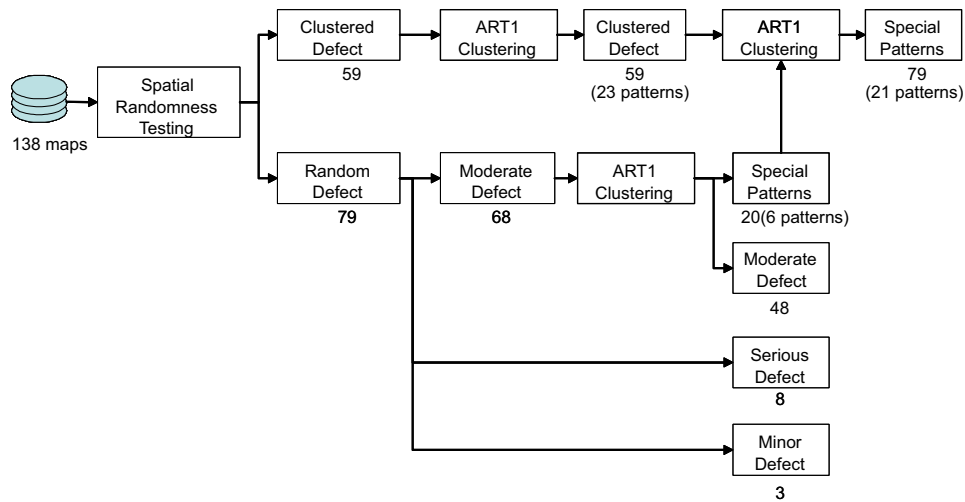 138 maps
Spatial
Randomness
Testing
Clustered
Defect
59
ART1
Clustering
Clustered
Defect
59
(23 patterns)
ART1
Clustering
Special
Patterns
79
(21 patterns)
Random
Defect
79
Moderate
Defect
68
ART1
Clustering
Special
Patterns
20(6 patterns)
Moderate
Defect
48
Serious
Defect
8
Minor
Defect
3